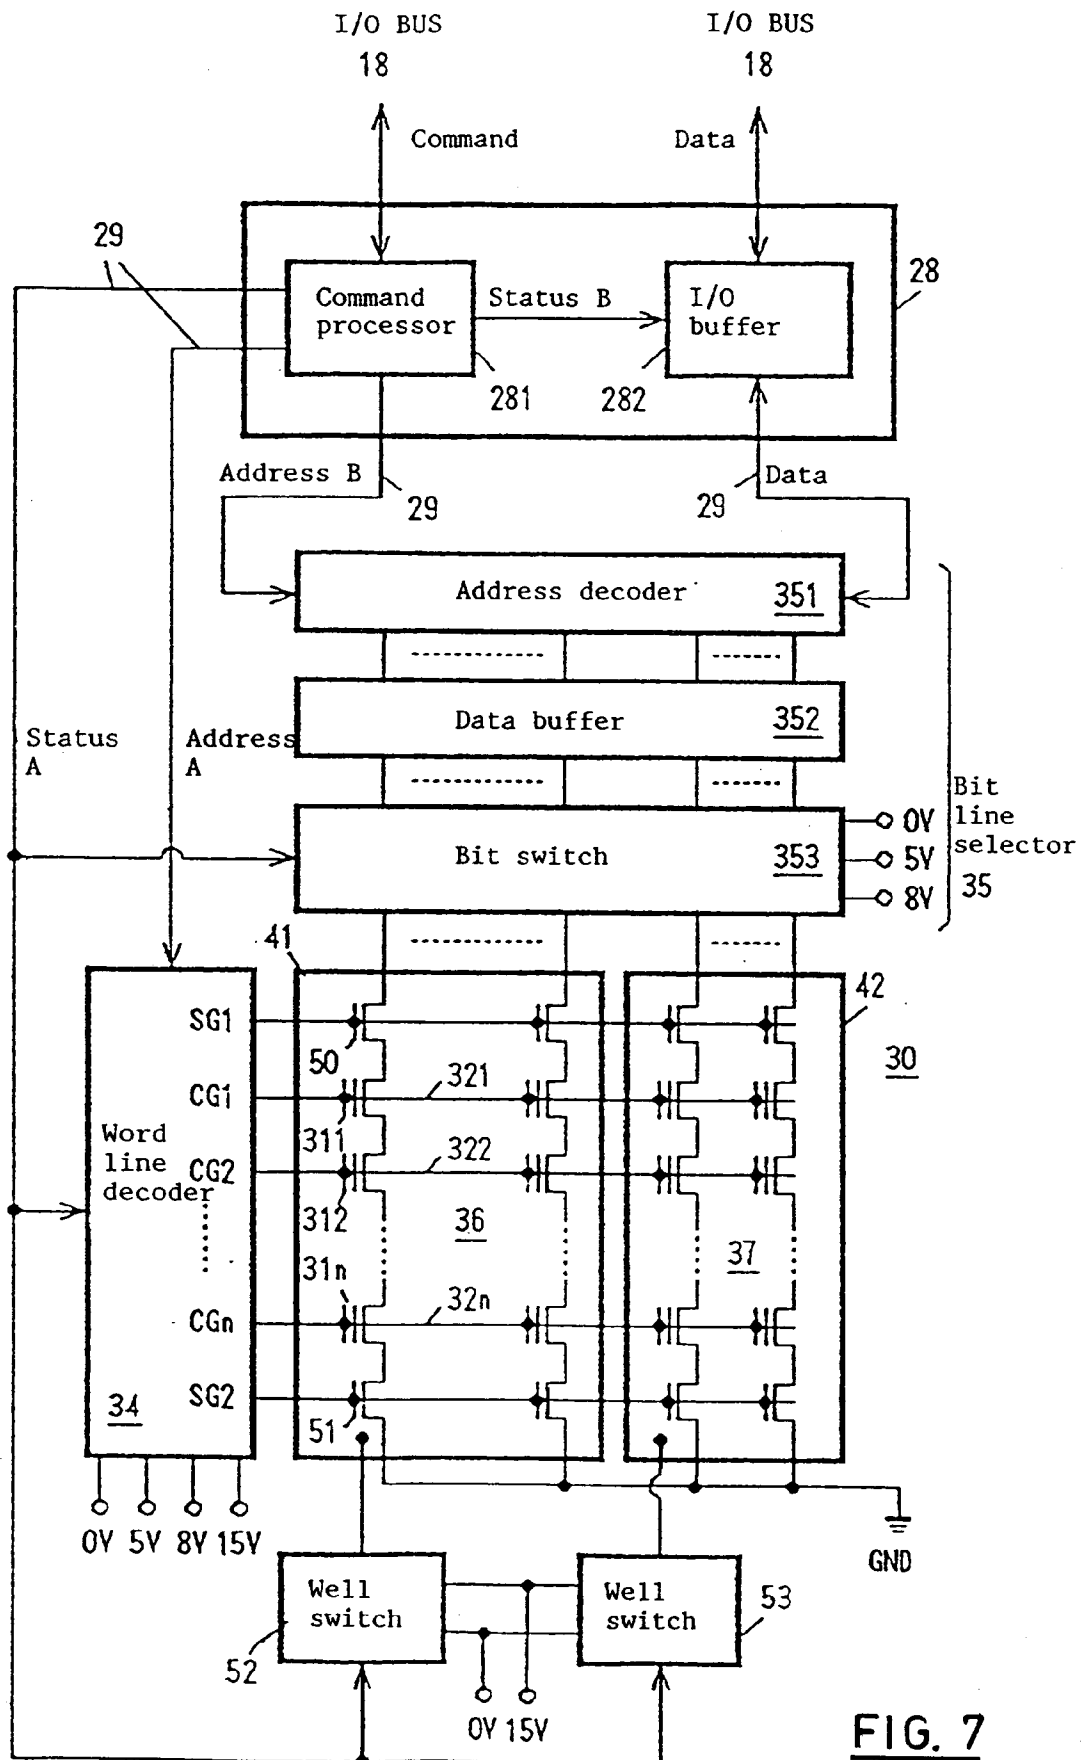 I/O BUS I/O BUS
18 18
Command Data
29
28
Command
processor
Status B
I/O
buffer
281 282
Address B
29
29
Data
Address decoder 351
Data buffer 352
Status
A
Address
A
Bit switch 353
0V
5V
8V
Bit
line
selector
35
41
42
SG1
50
30
CG1
321
311
Word
line
decoder
CG2
322
312
36
37
31n
CGn
32n
SG2
34
51
0V 5V 8V 15V
GND
Well
switch
Well
switch
53
52
0V 15V
FIG. 7